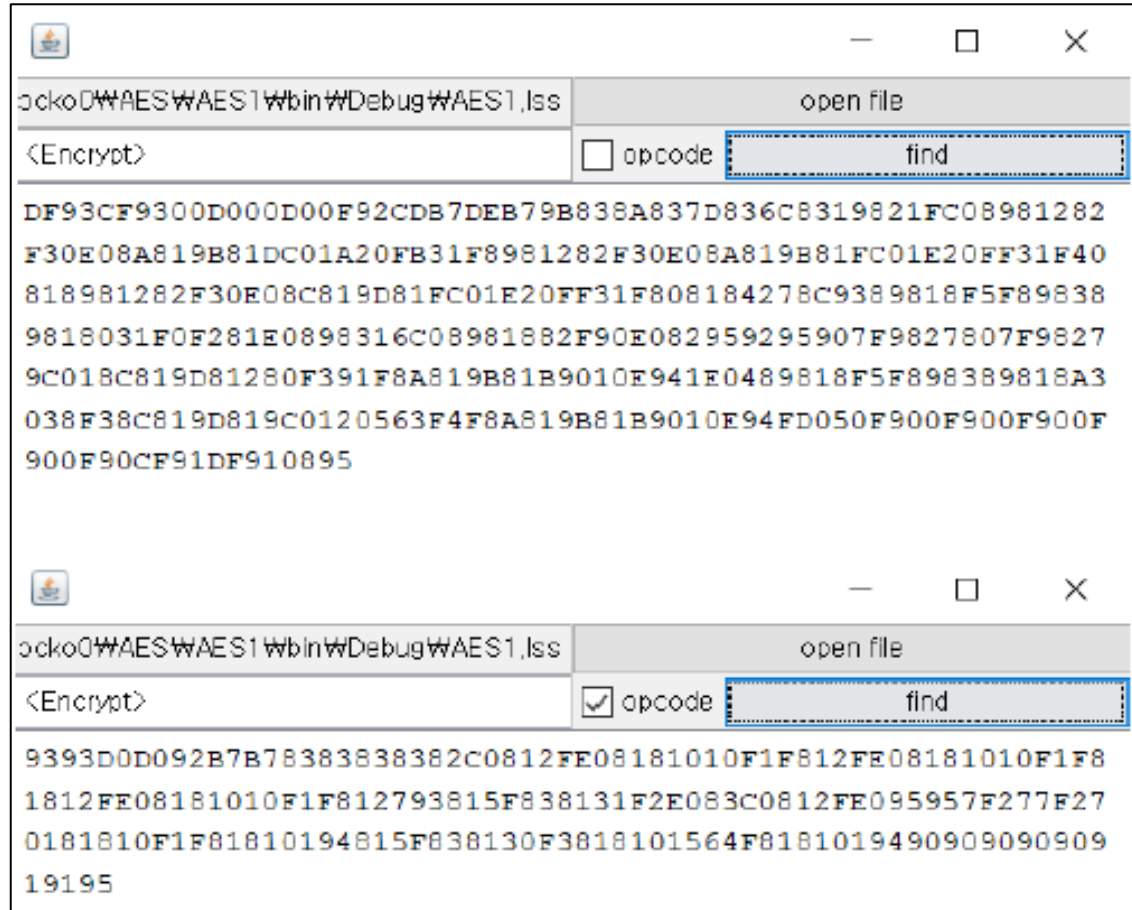 ocko0₩AES₩AES1₩bin₩Debug₩AES1,lss open file
<Encrypt> opcode find
DF93CF9300D000D00F92CDB7DEB79B838A837D836C8319821FC08981282
F30E08A819B81DC01A20FB31F8981282F30E08A819B81FC01E20FF31F40
818981282F30E08C819D81FC01E20FF31F808184278C9389818F5F89838
9818031F0F281E0898316C08981882F90E082959295907F9827807F9827
9C018C819D81280F391F8A819B81B9010E941E0489818F5F898389818A3
038F38C819D819C0120563F4F8A819B81B9010E94FD050F900F900F900F
900F90CF91DF910895
ocko0₩AES₩AES1₩bin₩Debug₩AES1,lss open file
<Encrypt> opcode find
9393D0D092B7B78383838382C0812FE08181010F1F812FE08181010F1F8
1812FE08181010F1F812793815F838131F2E083C0812FE095957F277F27
0181810F1F81810194815F838130F3818101564F8181019490909090909
19195